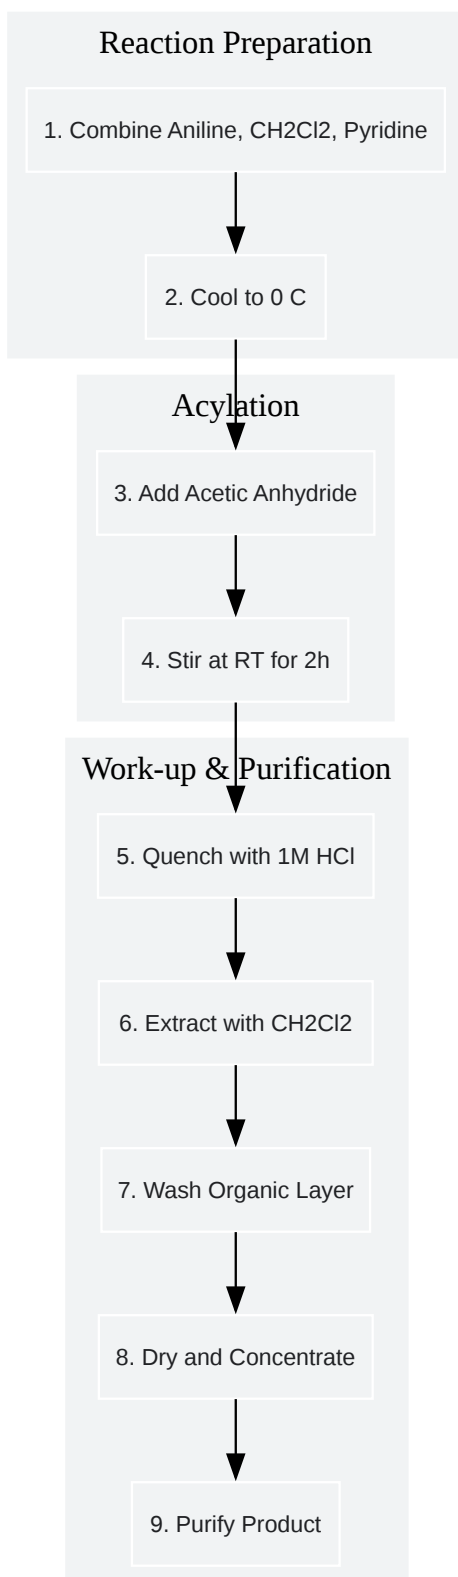 Reaction Preparation
1. Combine Aniline, CH2Cl2, Pyridine
2. Cool to 0 C
Acylation
3. Add Acetic Anhydride
4. Stir at RT for 2h
Work-up & Purification
5. Quench with 1M HCl
6. Extract with CH2Cl2
7. Wash Organic Layer
8. Dry and Concentrate
9. Purify Product